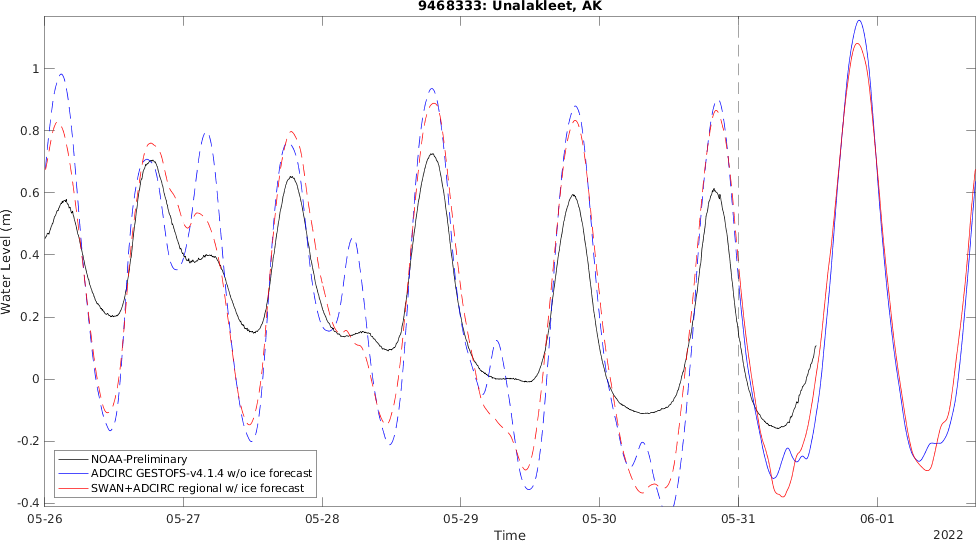 9468333: Unalakleet, AK
Water Level (m)
1
0.8
0.6
0.4
0.2
0
-0.2
-0.4
NOAA-Preliminary
ADCIRC GESTOFS-v4.1.4 w/o ice forecast
SWAN+ADCIRC regional w/ ice forecast
05-26 05-27 05-28 05-29 05-30 05-31 06-01
Time
2022